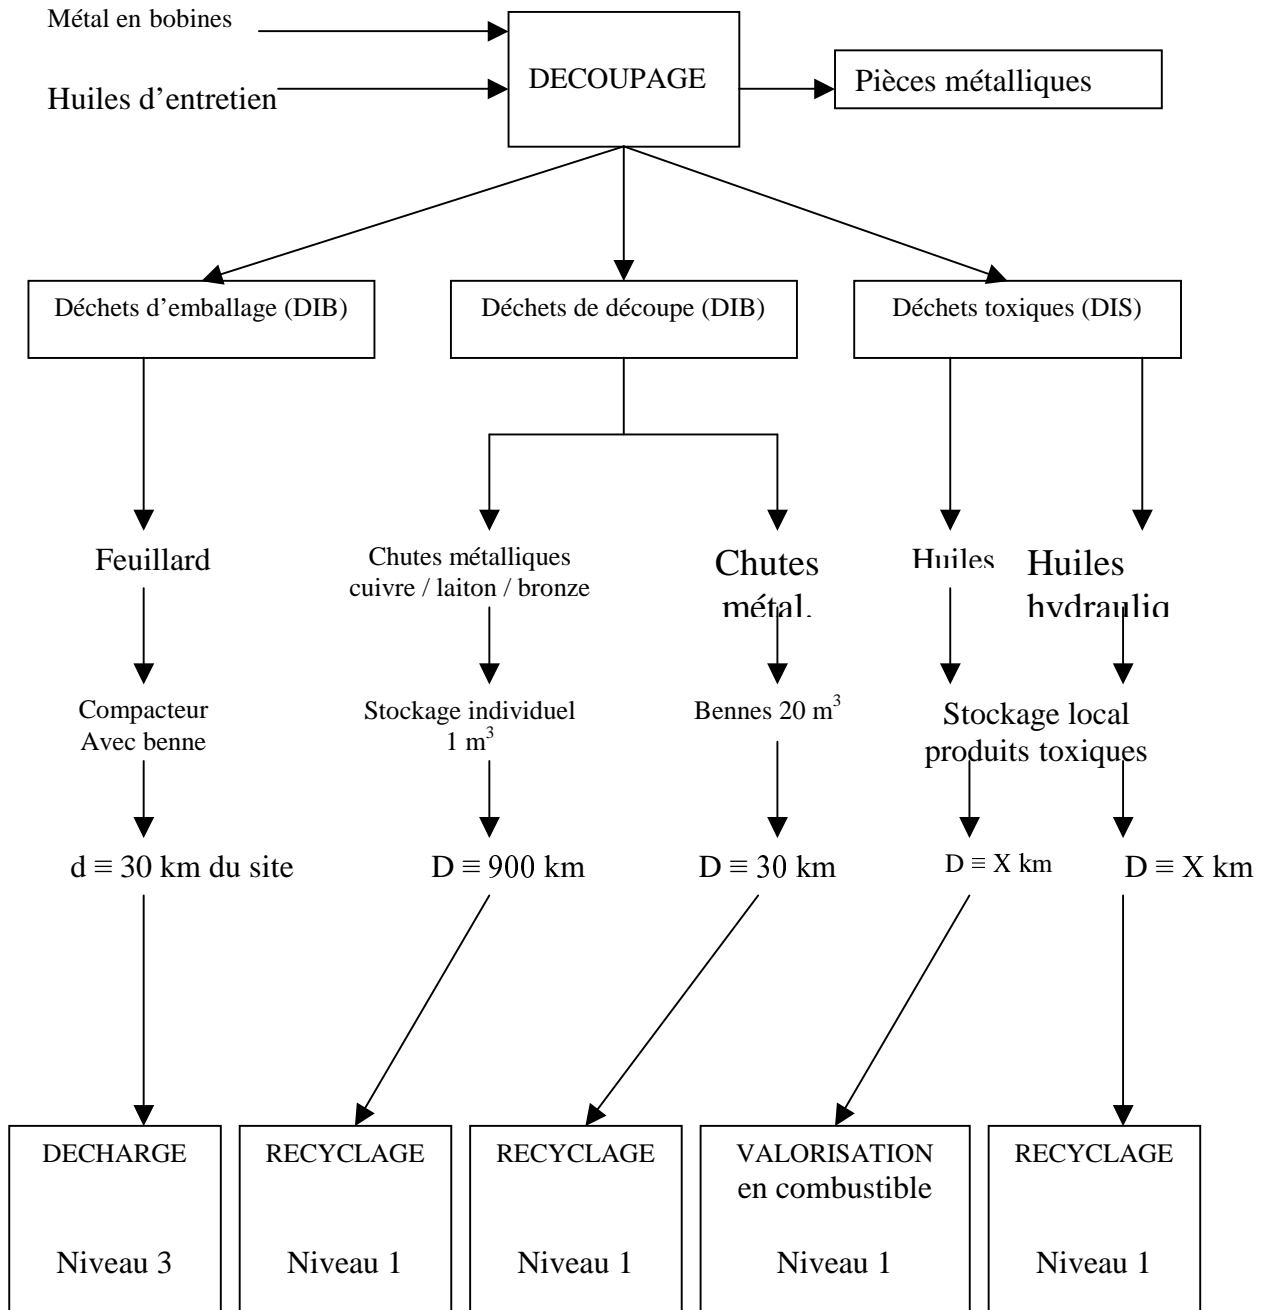 Métal en bobines
DECOUPAGE
Pièces métalliques
Huiles d'entretien
Déchets d'emballage (DIB)
Déchets de découpe (DIB)
Déchets toxiques (DIS)
Feuillard
Chutes métalliques
cuivre / laiton / bronze
Chutes
métal.
Huiles
Huiles
hydrauliq
Compacteur
Avec benne
Stockage individuel
1 m³
Bennes 20 m³
Stockage local
produits toxiques
d ≡ 30 km du site
D ≡ 900 km
D ≡ 30 km
D ≡ X km
D ≡ X km
DECHARGE
Niveau 3
RECYCLAGE
Niveau 1
RECYCLAGE
Niveau 1
VALORISATION
en combustible
Niveau 1
RECYCLAGE
Niveau 1